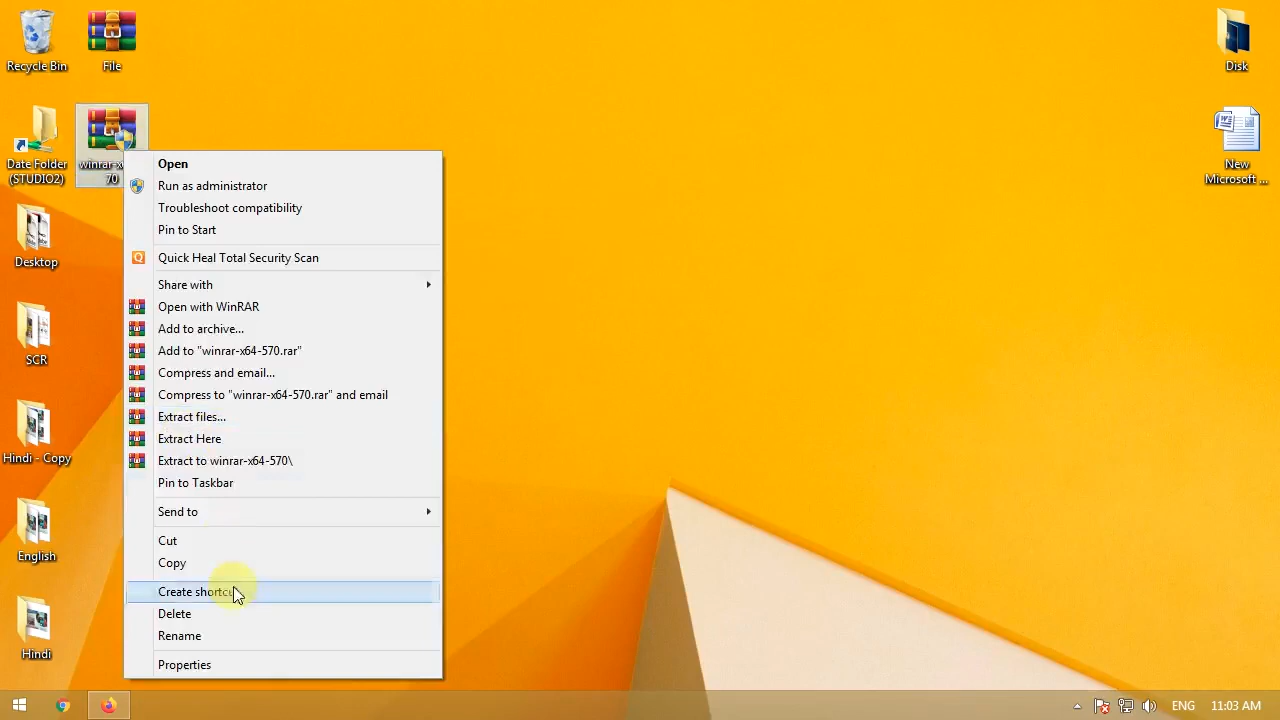 Recycle Bin
File
Disk
Date Folder
(STUDIO2)
70
New
Microsoft ...
Desktop
SCR
Hindi - Copy
English
Hindi
Open
Run as administrator
Troubleshoot compatibility
Pin to Start
Quick Heal Total Security Scan
Share with
Open with WinRAR
Add to archive...
Add to "winrar-x64-570.rar"
Compress and email...
Compress to "winrar-x64-570.rar" and email
Extract files...
Extract Here
Extract to winrar-x64-570\
Pin to Taskbar
Send to
Cut
Copy
Create
Delete
Rename
Properties
ENG
11:03 AM